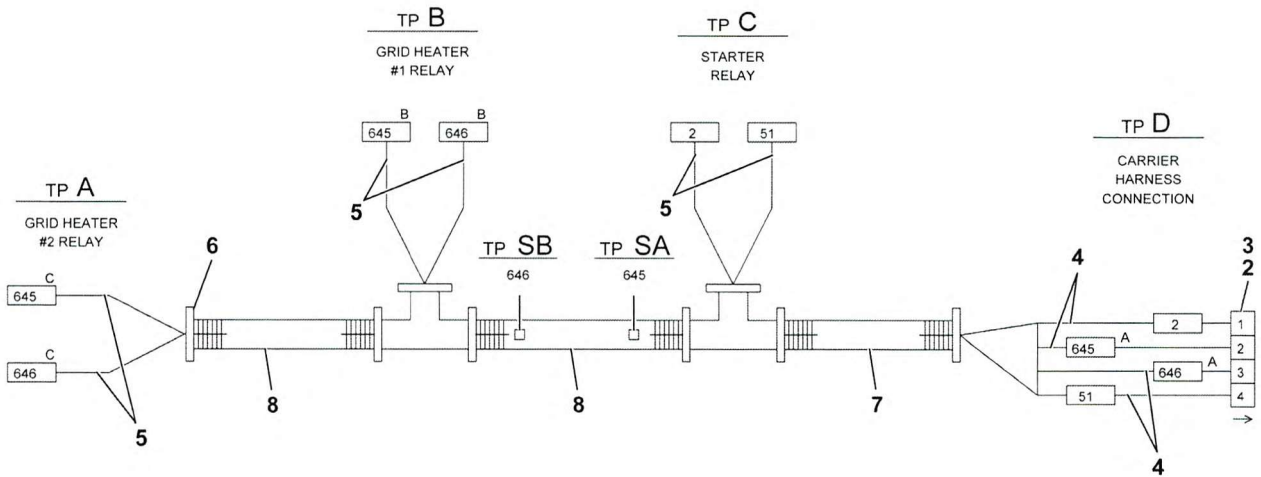 TP B
GRID HEATER
#1 RELAY
B
645
B
646
5
TP C
STARTER
RELAY
2
51
5
TP D
CARRIER
HARNESS
CONNECTION
TP A
GRID HEATER
#2 RELAY
C
645
C
646
5
6
TP SB
646
TP SA
645
8
8
7
4
3
2
2
1
645
A
2
646
A
3
51
4
4
→